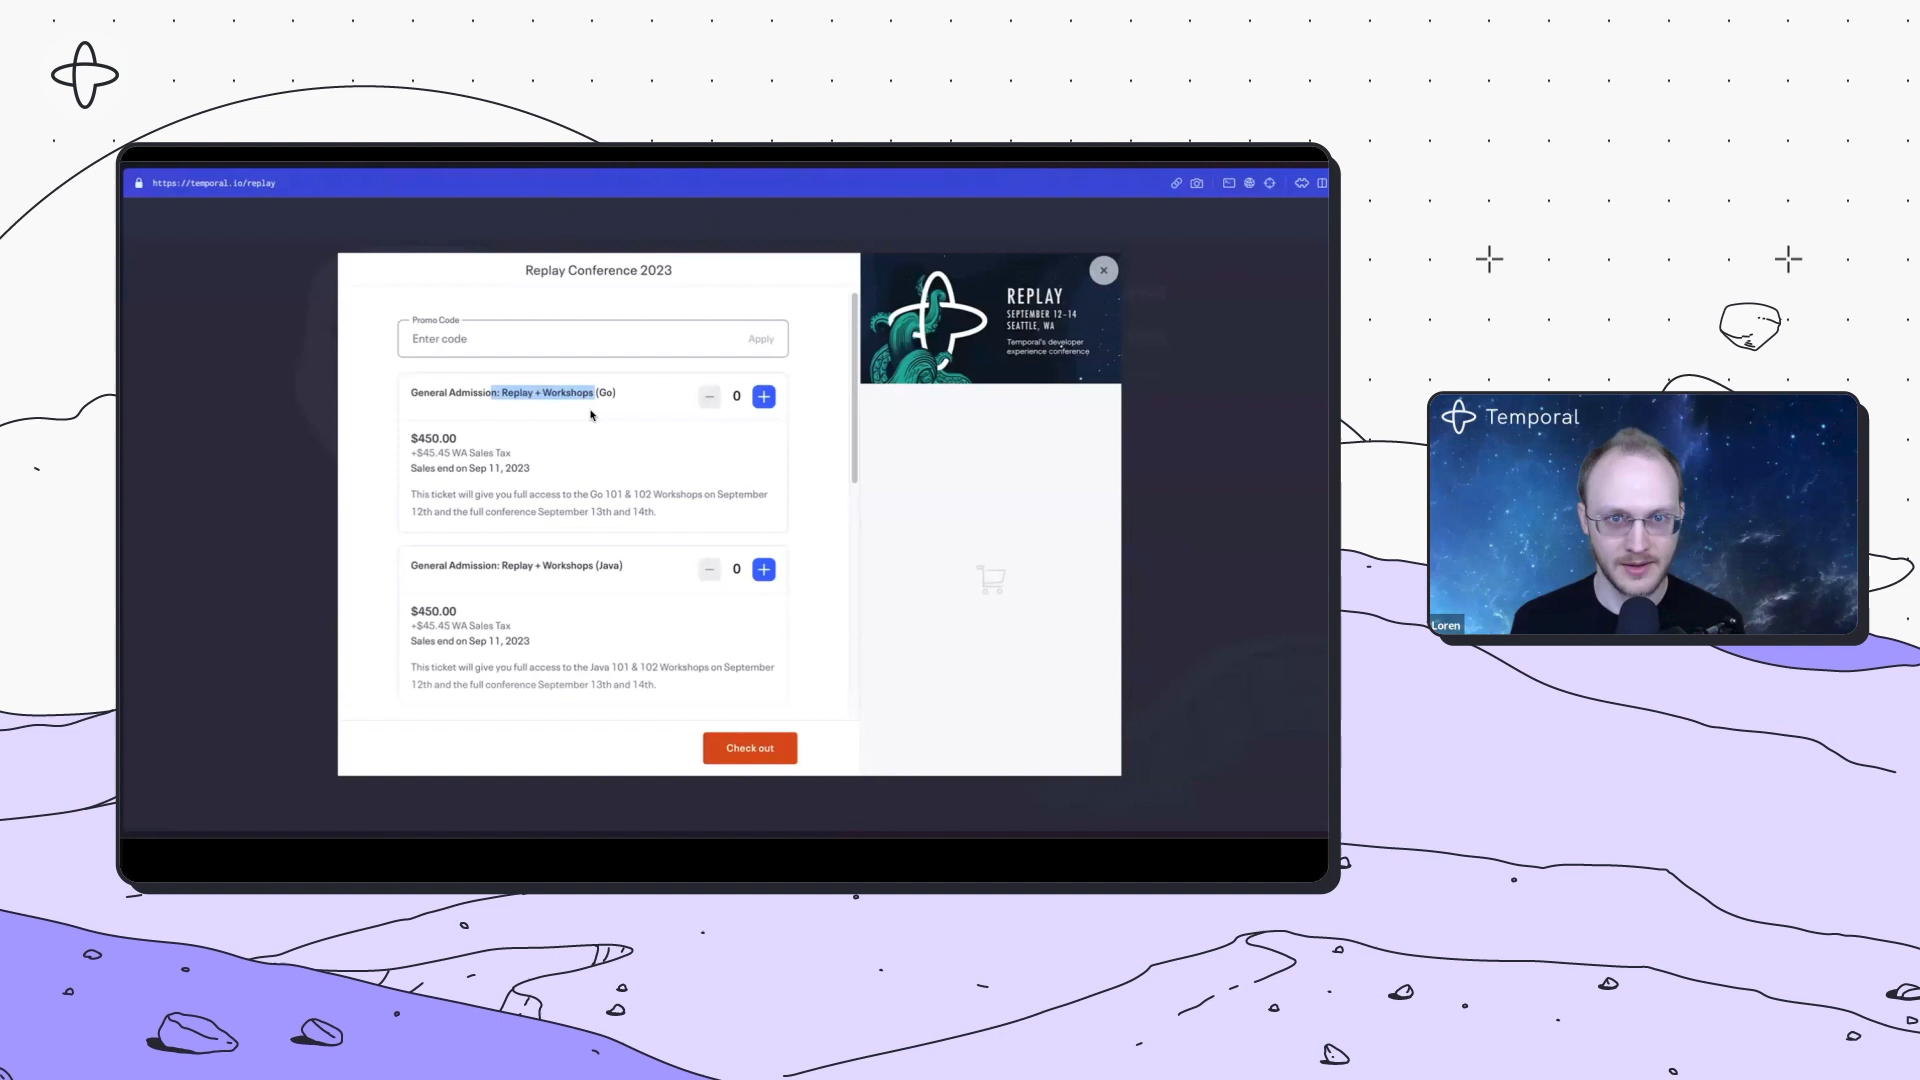 https://temporal.io/replay
Replay Conference 2023
Promo Code
Enter code
Apply
General Admission: Replay + Workshops (Go)
0
$450.00
+$45.45 WA Sales Tax
Sales end on Sep 11, 2023
This ticket will give you full access to the Go 101 & 102 Workshops on September
12th and the full conference September 13th and 14th.
General Admission: Replay + Workshops (Java)
0
$450.00
+$45.45 WA Sales Tax
Sales end on Sep 11, 2023
This ticket will give you full access to the Java 101 & 102 Workshops on September
12th and the full conference September 13th and 14th.
Check out
REPLAY
SEPTEMBER 12-14
SEATTLE, WA
Temporal's developer
experience conference
Temporal
Loren